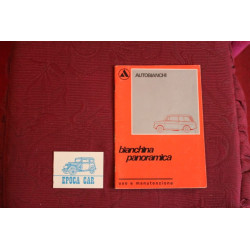 AUTOBIANCHI
bianchina
panoramica
uso e manutenzione
EPOCA CAR